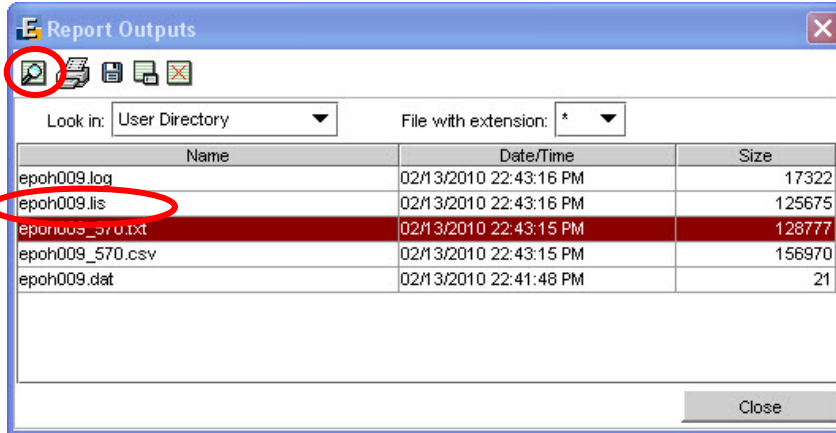 Report Outputs
Look in: User Directory File with extension: *
Name Date/Time Size
epoh009.log 02/13/2010 22:43:16 PM 17322
epoh009.lis 02/13/2010 22:43:16 PM 125675
epoh009_570.txt 02/13/2010 22:43:15 PM 128777
epoh009_570.csv 02/13/2010 22:43:15 PM 156970
epoh009.dat 02/13/2010 22:41:48 PM 21
Close